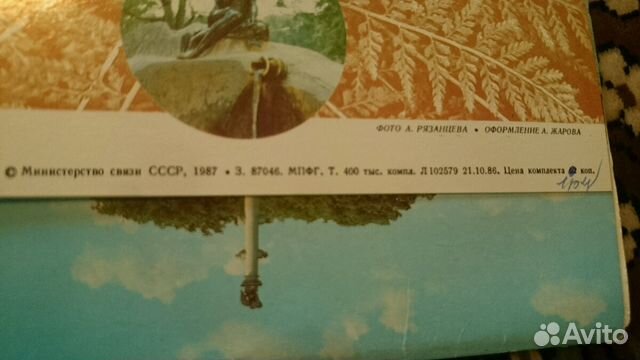 ФОТО А. РЯЗАНЦЕВА • ОФОРМЛЕНИЕ А. ЖАРОВА
© Министерство связи СССР, 1987 • З. 87046. МПФГ. Т. 400 тыс. компл. Л 102579 21.10.86. Цена комплекта коп.
Avito